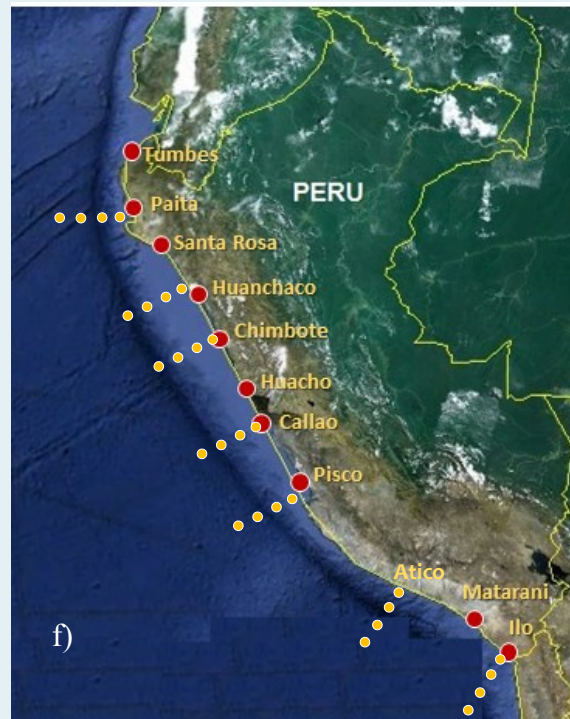 Tumbes
PERU
Paita
Santa Rosa
Huanchaco
Chimbote
Huacho
Callao
Pisco
Atico
Matarani
Ilo
f)